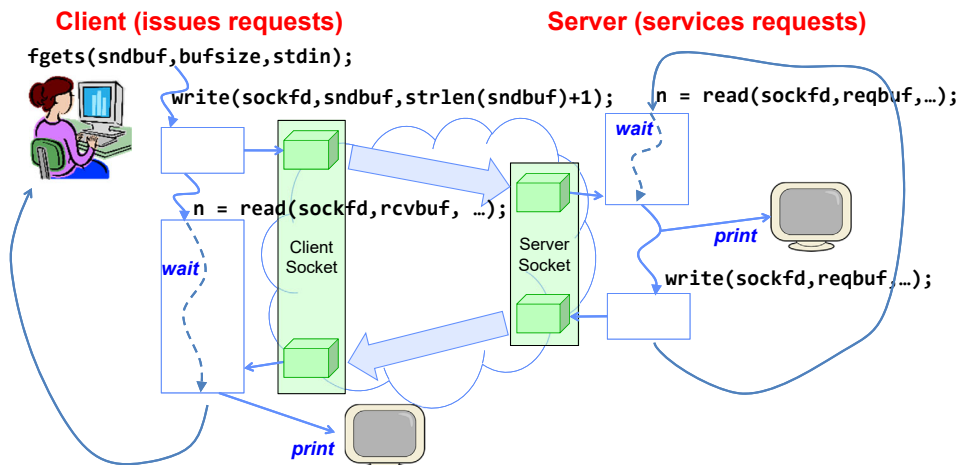 Client (issues requests)
Server (services requests)
fgets(sndbuf,bufsize,stdin);
write(sockfd,sndbuf,strlen(sndbuf)+1);
n = read(sockfd,reqbuf,…);
wait
n = read(sockfd,rcvbuf, …);
print
Client
Socket
Server
Socket
wait
write(sockfd,reqbuf,…);
print